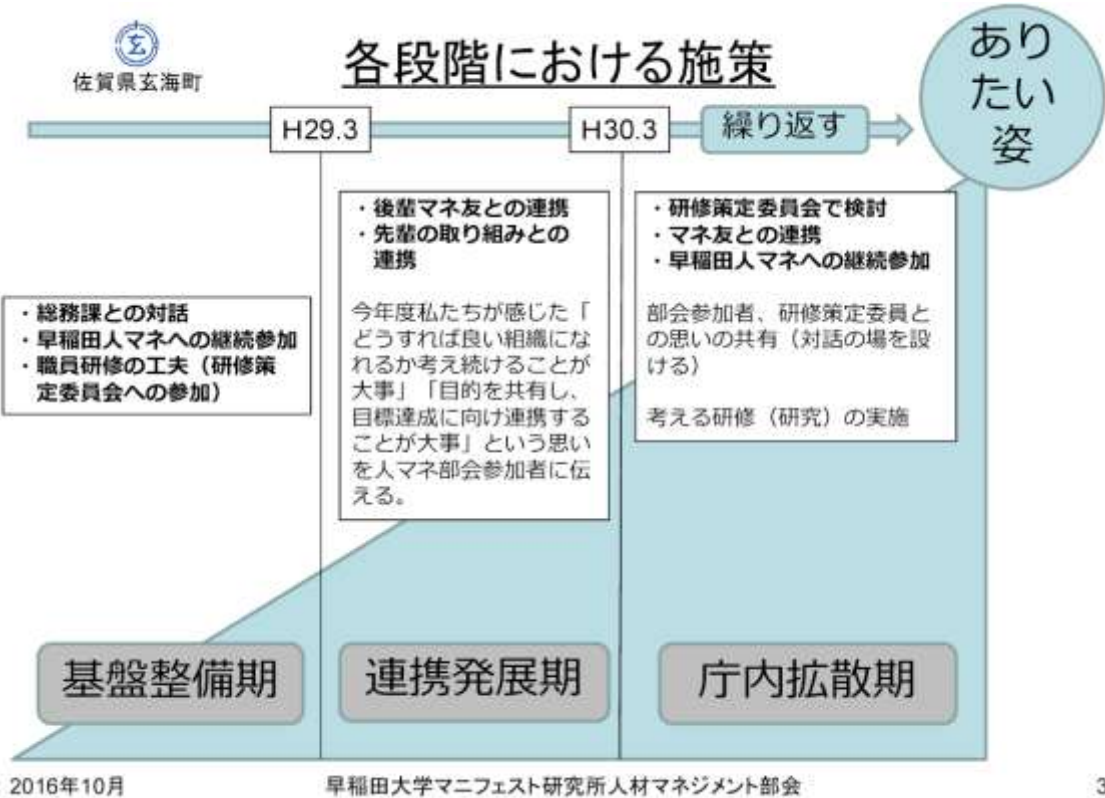 玄
佐賀県玄海町
各段階における施策
ありたい姿
H29.3
H30.3
繰り返す
・総務課との対話
・早稲田人マネへの継続参加
・職員研修の工夫（研修策
定委員会への参加）
・後輩マネ友との連携
・先輩の取り組みとの
連携
今年度私たちが感じた「
どうすれば良い組織にな
れるか考え続けることが
大事」「目的を共有し、
目標達成に向け連携する
ことが大事」という思い
を人マネ部会参加者に伝
える。
・研修策定委員会で検討
・マネ友との連携
・早稲田人マネへの継続参加
部会参加者、研修策定委員と
の思いの共有（対話の場を設
ける）
考える研修（研究）の実施
基盤整備期
連携発展期
庁内拡散期
2016年10月
早稲田大学マニフェスト研究所人材マネジメント部会
3